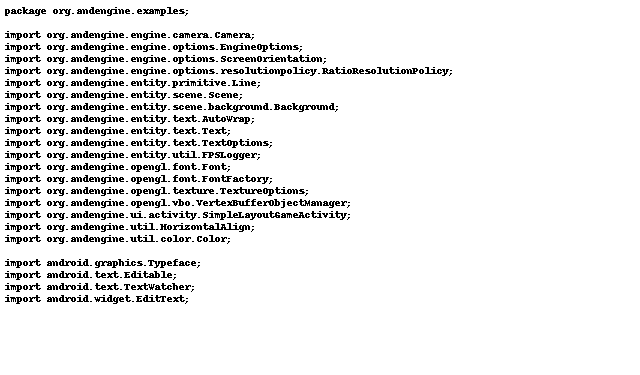 package org.andengine.examples;

import org.andengine.engine.camera.Camera;
import org.andengine.engine.options.EngineOptions;
import org.andengine.engine.options.ScreenOrientation;
import org.andengine.engine.options.resolutionpolicy.RatioResolutionPolicy;
import org.andengine.entity.primitive.Line;
import org.andengine.entity.scene.Scene;
import org.andengine.entity.scene.background.Background;
import org.andengine.entity.text.AutoWrap;
import org.andengine.entity.text.Text;
import org.andengine.entity.text.TextOptions;
import org.andengine.entity.util.FPSLogger;
import org.andengine.opengl.font.Font;
import org.andengine.opengl.font.FontFactory;
import org.andengine.opengl.texture.TextureOptions;
import org.andengine.opengl.vbo.VertexBufferObjectManager;
import org.andengine.ui.activity.SimpleLayoutGameActivity;
import org.andengine.util.HorizontalAlign;
import org.andengine.util.color.Color;

import android.graphics.Typeface;
import android.text.Editable;
import android.text.TextWatcher;
import android.widget.EditText;